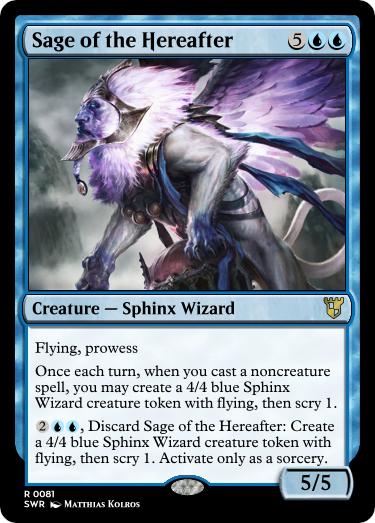 Sage of the Hereafter 5
Creature — Sphinx Wizard
Flying, prowess
Once each turn, when you cast a noncreature
spell, you may create a 4/4 blue Sphinx
Wizard creature token with flying, then scry 1.
2, Discard Sage of the Hereafter: Create
a 4/4 blue Sphinx Wizard creature token with
flying, then scry 1. Activate only as a sorcery.
5/5
R 0081
SWR Matthias Kolros